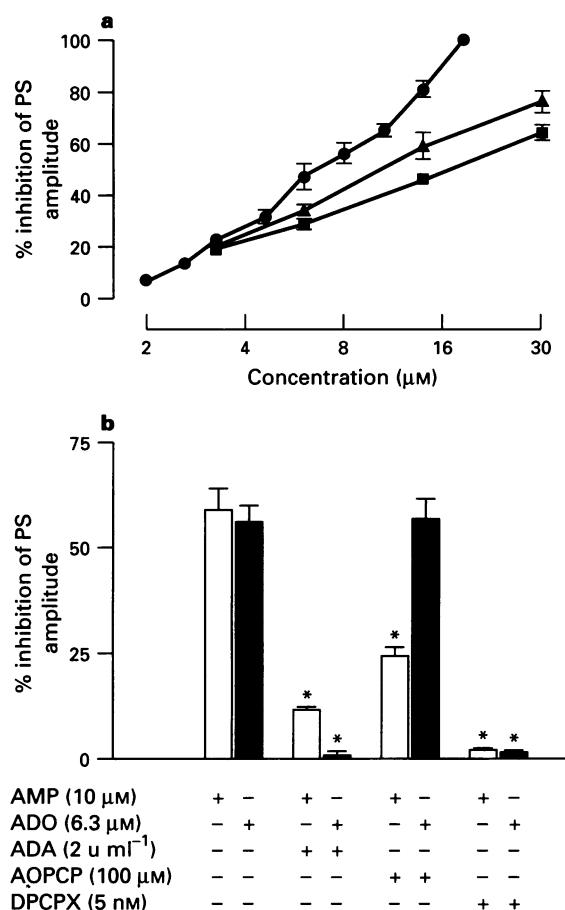 a
% inhibition of PS
amplitude
100
80
60
40
20
0
2 4 8 16 30
Concentration (μM)
b
% inhibition of PS
amplitude
75
50
25
0
* * * * *
AMP (10 μM) + − + − + − + −
ADO (6.3 μM) − + − + − + − +
ADA (2 u ml⁻¹) − − + + − − − −
AOPCP (100 μM) − − − − + + − −
DPCPX (5 nM) − − − − − − + +